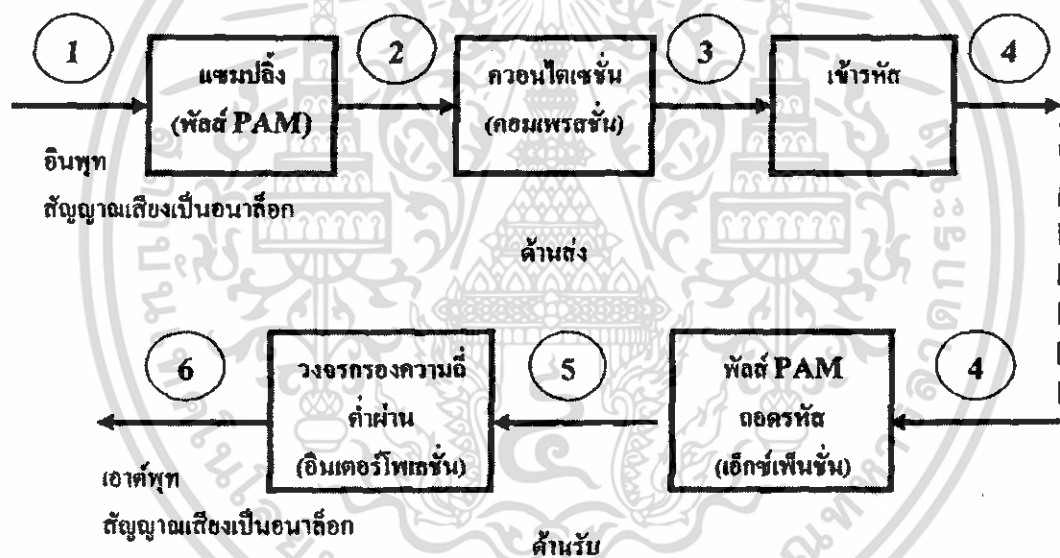 1
2
3
4
แซมปลิ้ง
(พัลส์ PAM)
ควอนไตเซชั่น
(คอมเพรสชั่น)
เข้ารหัส
อินพุท
สัญญาณเสียงเป็นอนาล็อก
ด้านส่ง
6
5
4
วงจรกรองความถี่
ต่ำผ่าน
(อินเตอร์โพเลชั่น)
พัลส์ PAM
ถอดรหัส
(เอ็กซ์เพ็นชั่น)
เอาต์พุท
สัญญาณเสียงเป็นอนาล็อก
ด้านรับ